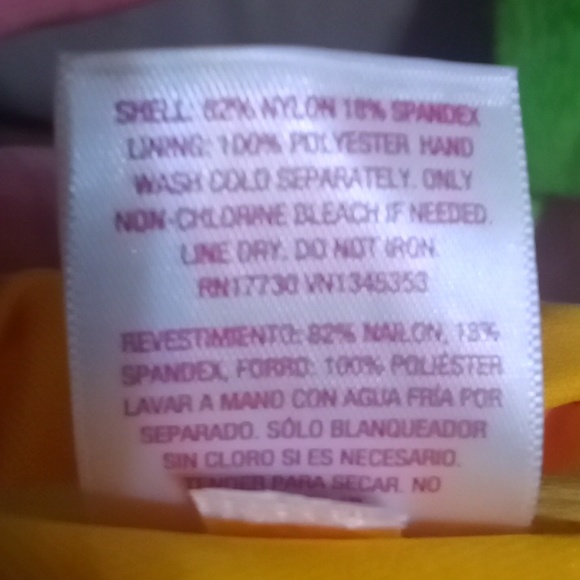 SHELL: 82% NYLON 18% SPANDEX
LINING: 100% POLYESTER HAND
WASH COLD SEPARATELY. ONLY
NON-CHLORINE BLEACH IF NEEDED.
LINE DRY. DO NOT IRON.
RN17730 VN1345353
REVESTIMIENTO: 82% NAILON, 18%
SPANDEX, FORRO: 100% POLIÉSTER
LAVAR A MANO CON AGUA FRÍA POR
SEPARADO. SÓLO BLANQUEADOR
SIN CLORO SI ES NECESARIO.
TENDER PARA SECAR. NO